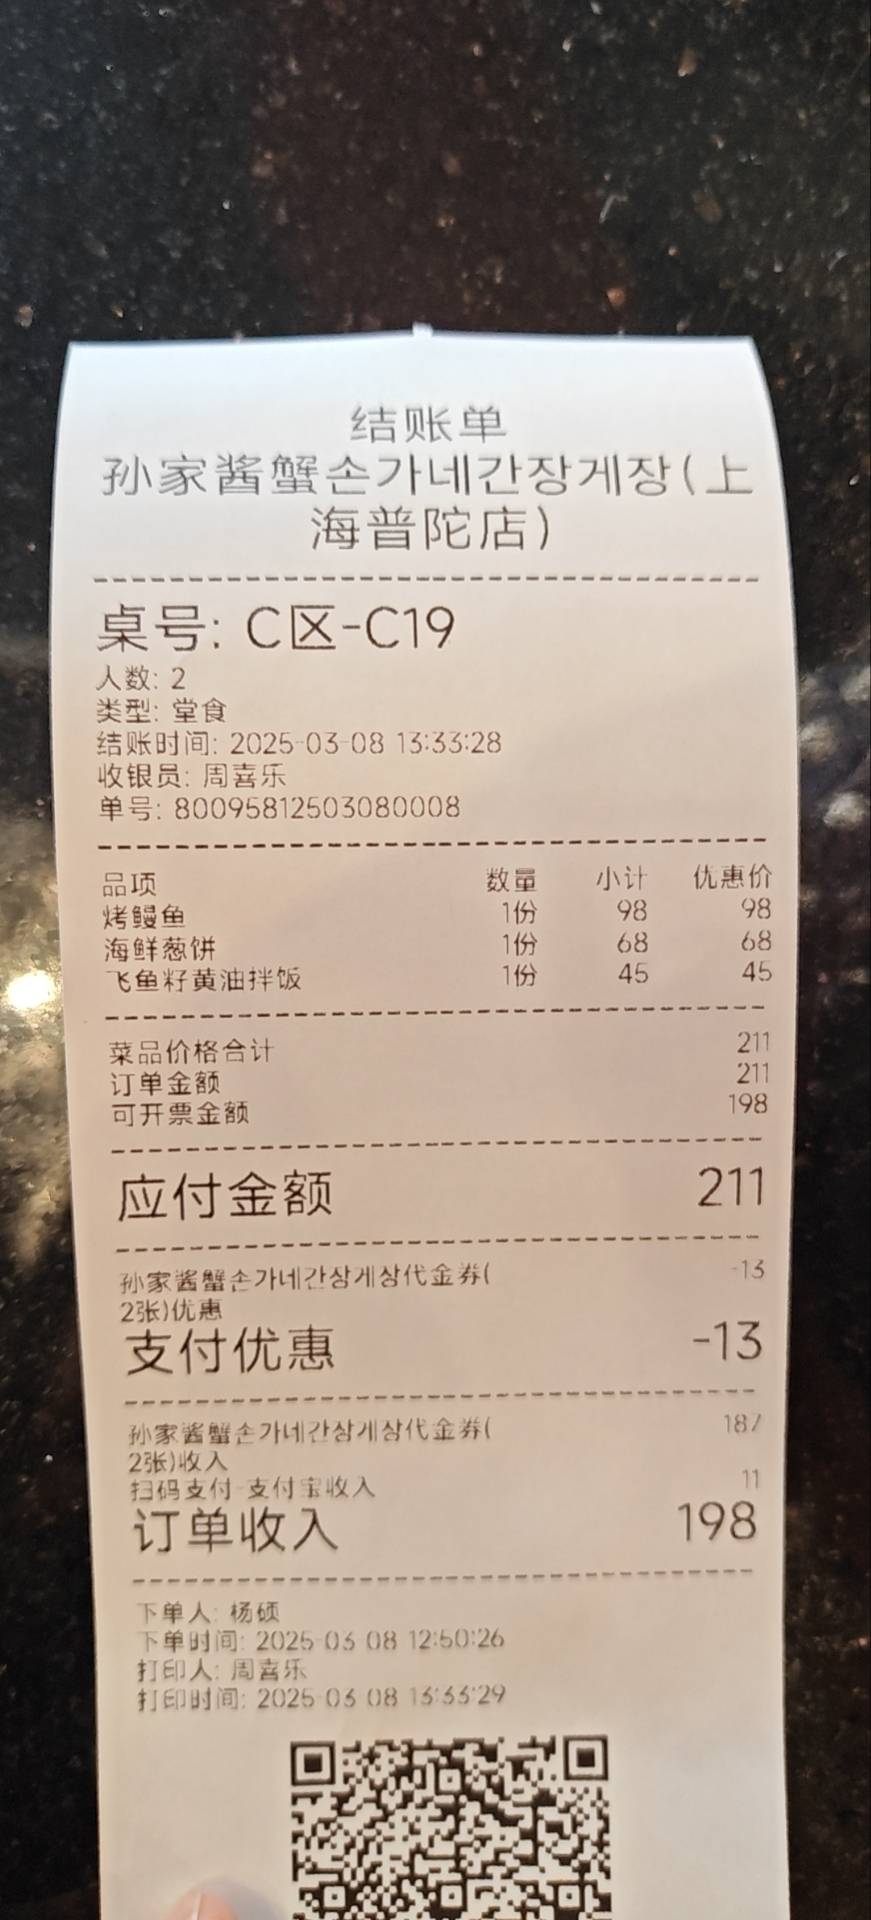 结账单
孙家酱蟹손가네간장게장(上
海普陀店)
桌号: C区-C19
人数: 2
类型: 堂食
结账时间: 2025-03-08 13:33:28
收银员: 周喜乐
单号: 80095812503080008
品项 数量 小计 优惠价
烤鳗鱼 1份 98 98
海鲜葱饼 1份 68 68
飞鱼籽黄油拌饭 1份 45 45
菜品价格合计 211
订单金额 211
可开票金额 198
应付金额 211
孙家酱蟹손가네간장게장代金券( -13
2张)优惠
支付优惠 -13
孙家酱蟹손가네간장게장代金券( 187
2张)收入
扫码支付-支付宝收入 11
订单收入 198
下单人: 杨硕
下单时间: 2025-03-08 12:50:26
打印人: 周喜乐
打印时间: 2025-03-08 13:33:29